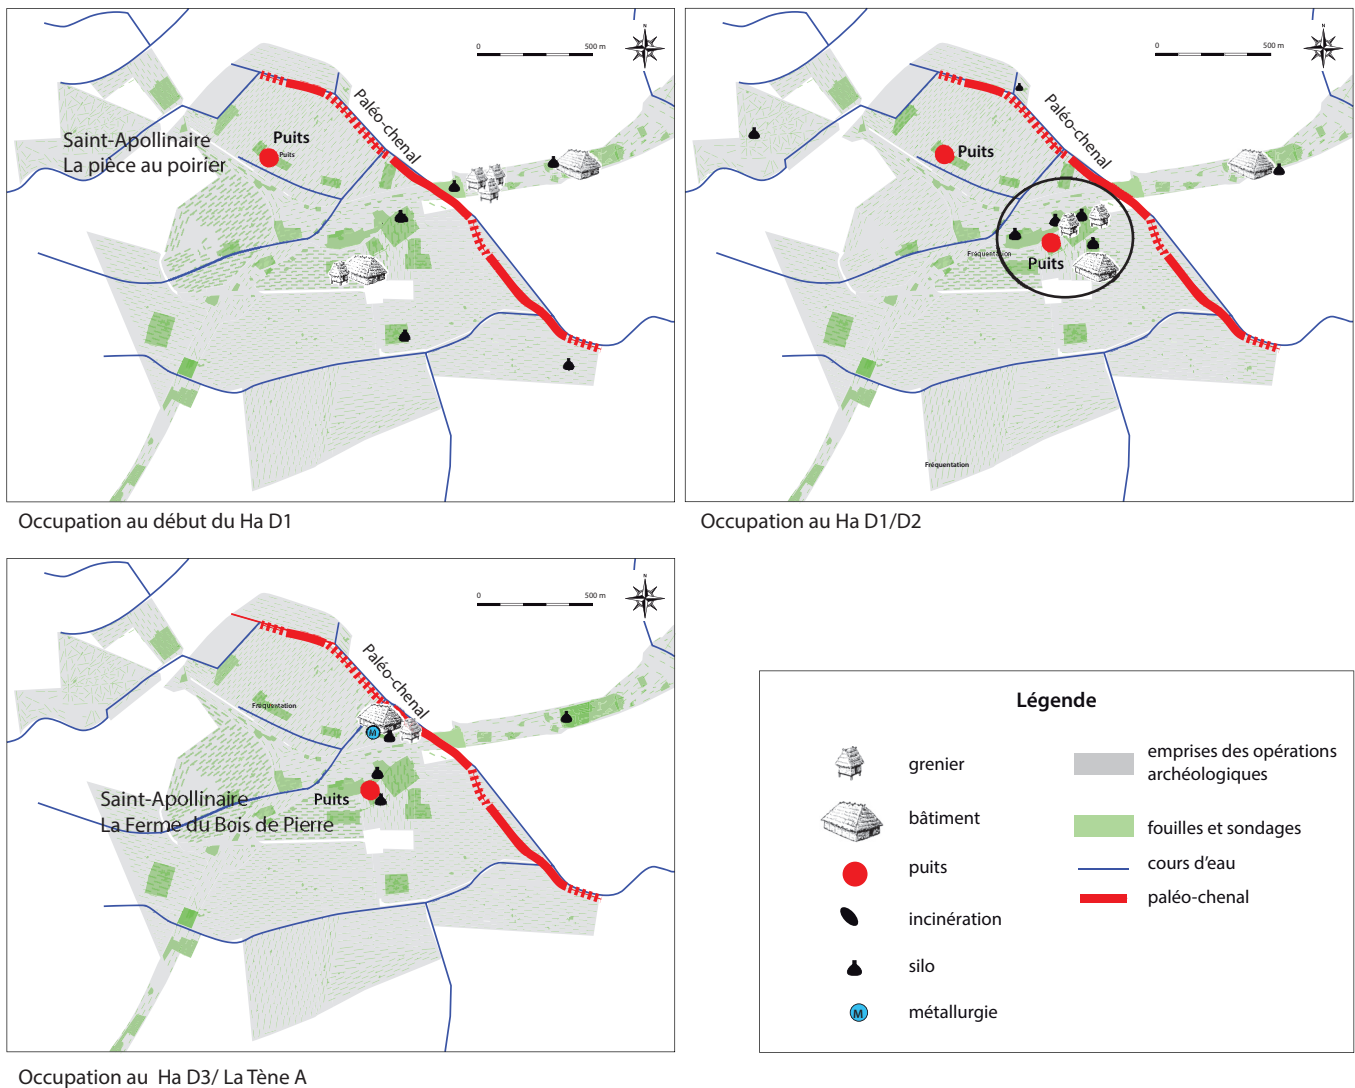 0 500 m
N
Paléo-chenal
Saint-Apollinaire
La pièce au poirier
Puits
Puits
Occupation au début du Ha D1
0 500 m
N
Paléo-chenal
Puits
Fréquentation
Puits
Fréquentation
Occupation au Ha D1/D2
0 500 m
N
Paléo-chenal
Fréquentation
M
Puits
Saint-Apollinaire
La Ferme du Bois de Pierre
Occupation au Ha D3/ La Tène A
Légende
grenier
bâtiment
puits
incinération
silo
M
métallurgie
emprises des opérations
archéologiques
fouilles et sondages
cours d'eau
paléo-chenal